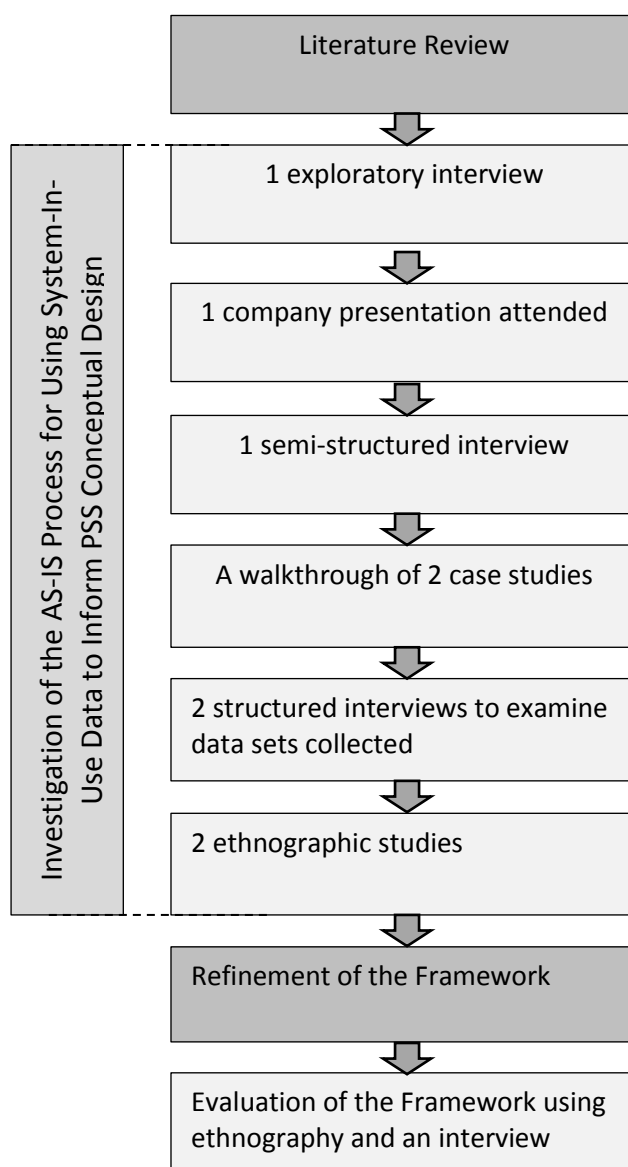 Literature Review
Investigation of the AS-IS Process for Using System-In-
Use Data to Inform PSS Conceptual Design
1 exploratory interview
1 company presentation attended
1 semi-structured interview
A walkthrough of 2 case studies
2 structured interviews to examine
data sets collected
2 ethnographic studies
Refinement of the Framework
Evaluation of the Framework using
ethnography and an interview